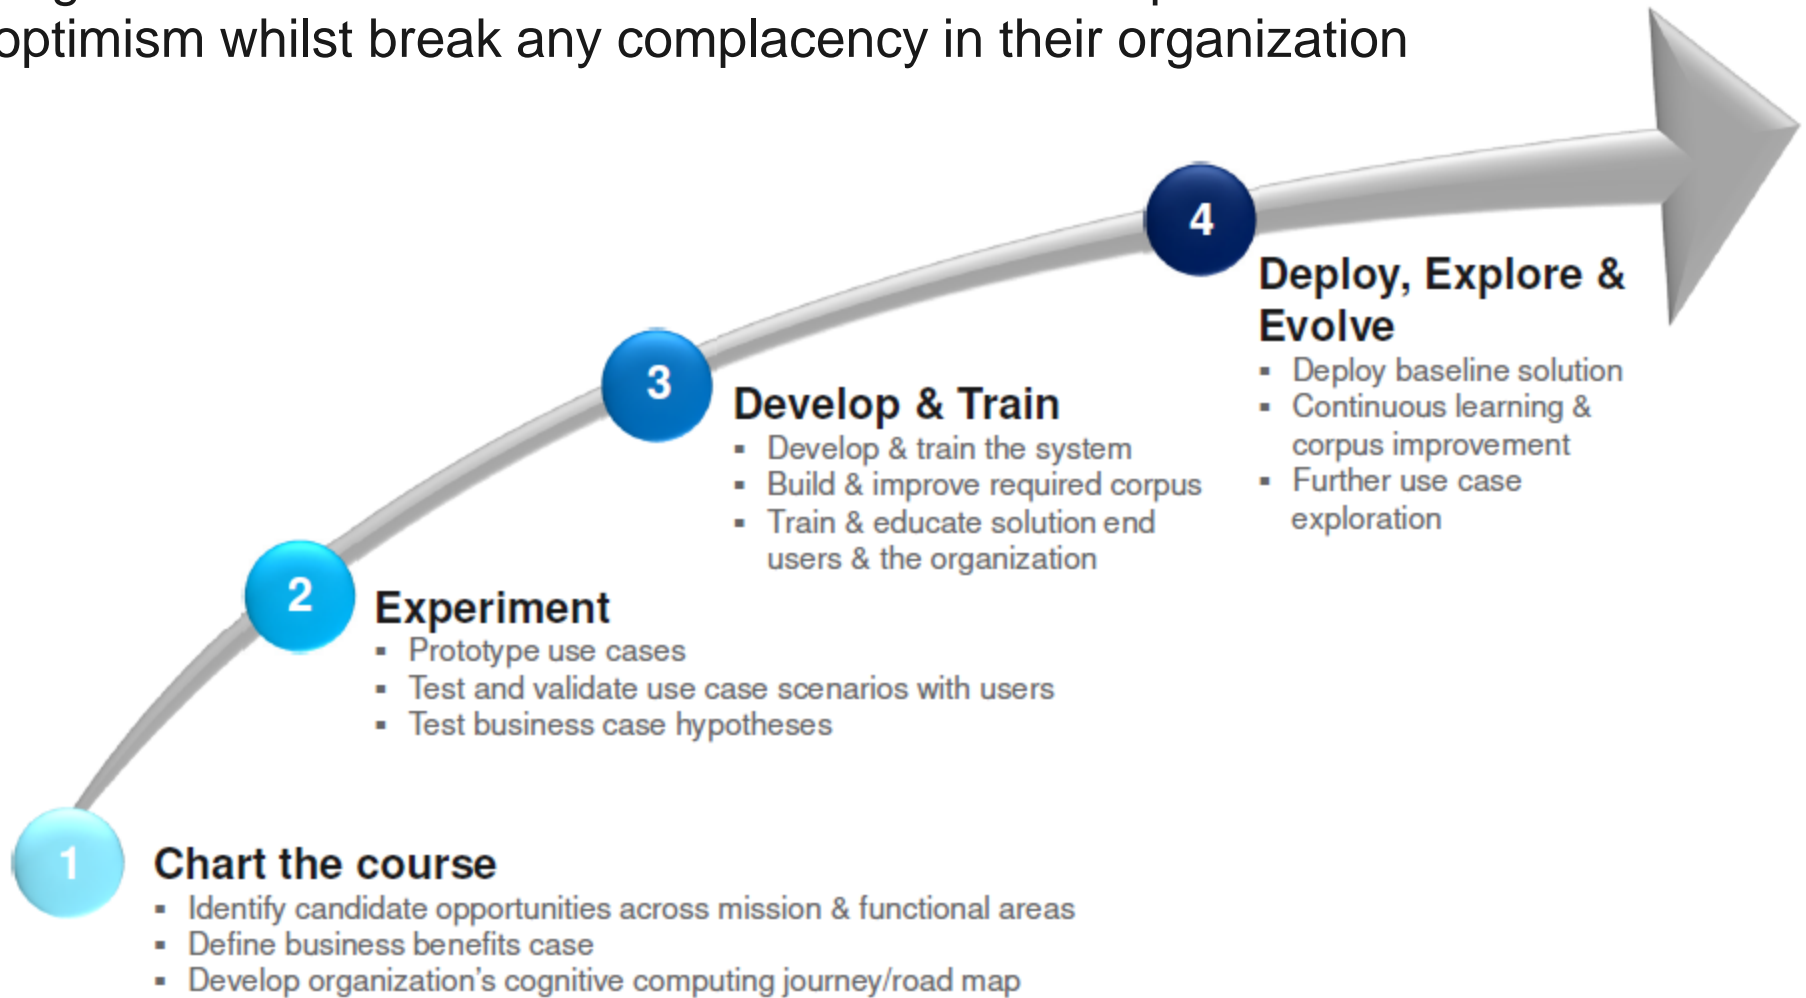 optimism whilst break any complacency in their organization
4
Deploy, Explore &
Evolve
▪ Deploy baseline solution
▪ Continuous learning &
corpus improvement
▪ Further use case
exploration
3
Develop & Train
▪ Develop & train the system
▪ Build & improve required corpus
▪ Train & educate solution end
users & the organization
2
Experiment
▪ Prototype use cases
▪ Test and validate use case scenarios with users
▪ Test business case hypotheses
1
Chart the course
▪ Identify candidate opportunities across mission & functional areas
▪ Define business benefits case
▪ Develop organization's cognitive computing journey/road map